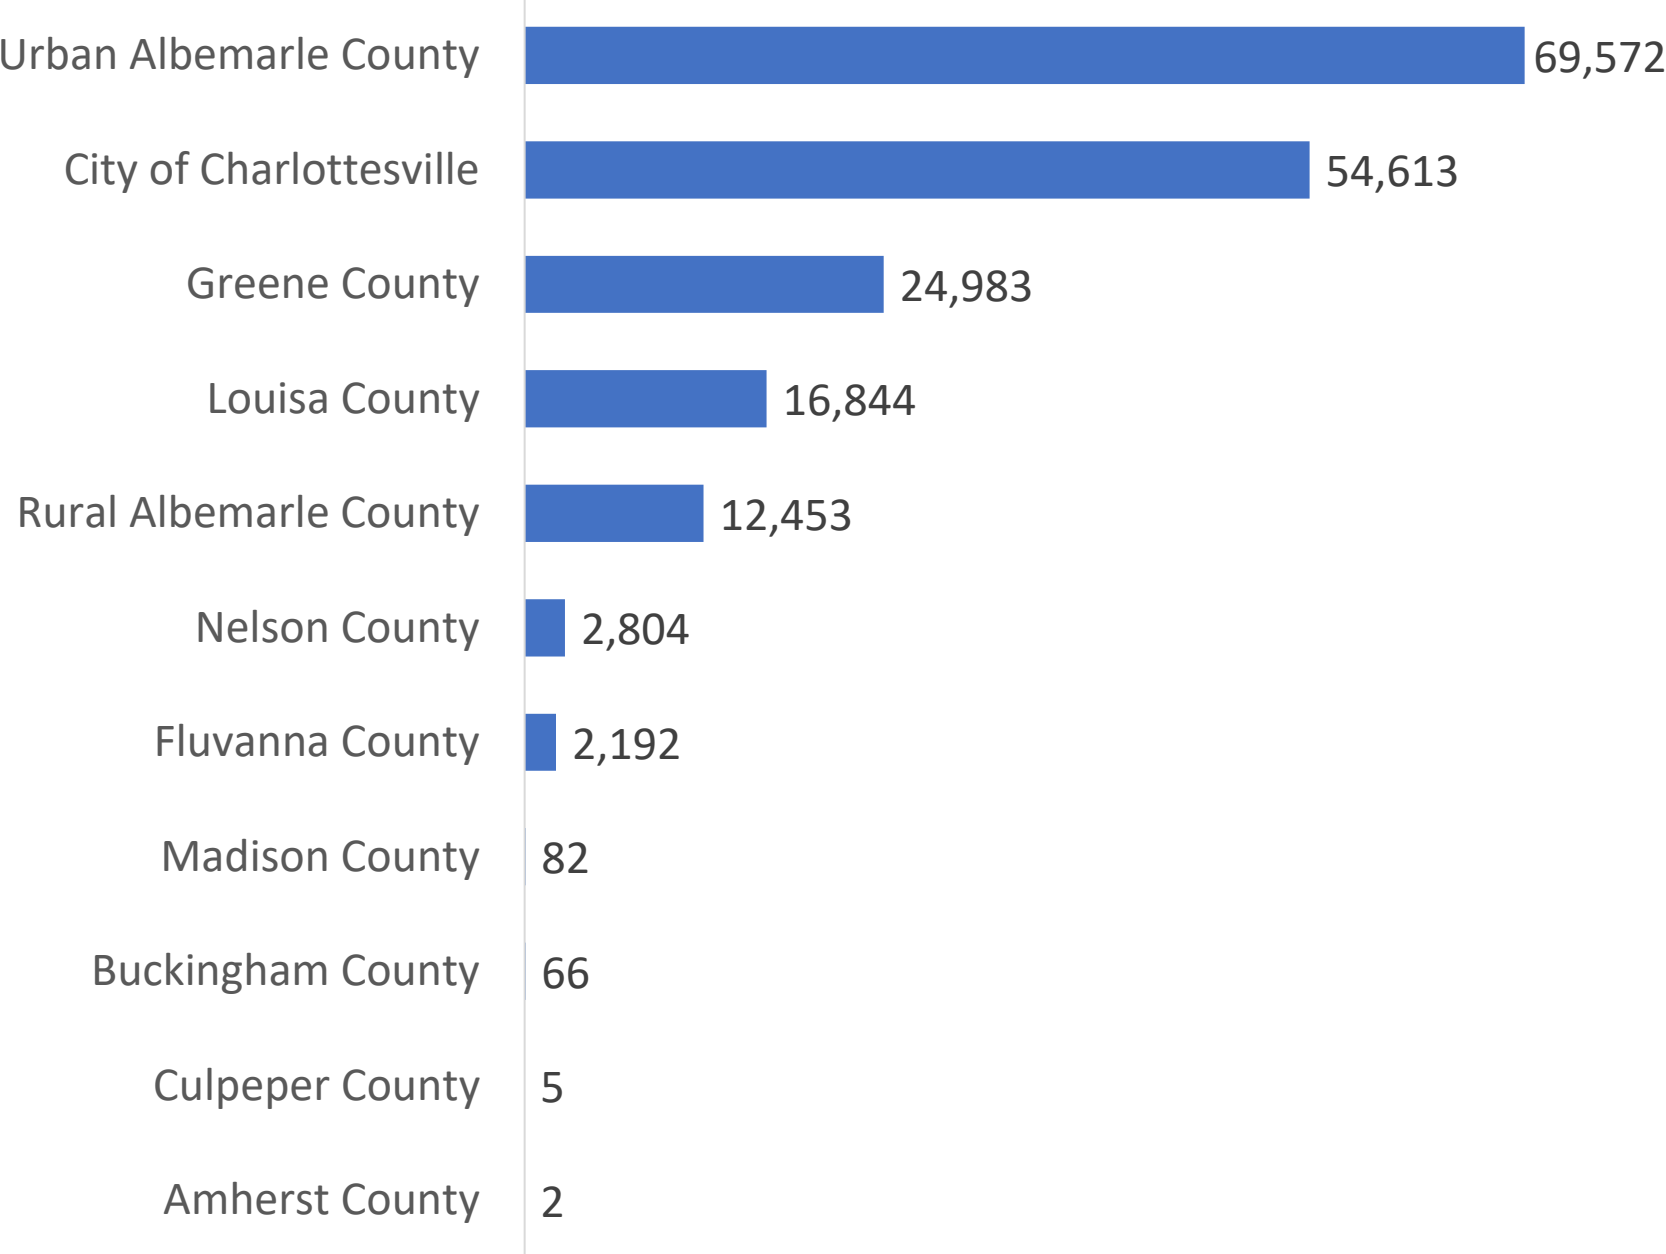 Urban Albemarle County 69,572
City of Charlottesville 54,613
Greene County 24,983
Louisa County 16,844
Rural Albemarle County 12,453
Nelson County 2,804
Fluvanna County 2,192
Madison County 82
Buckingham County 66
Culpeper County 5
Amherst County 2